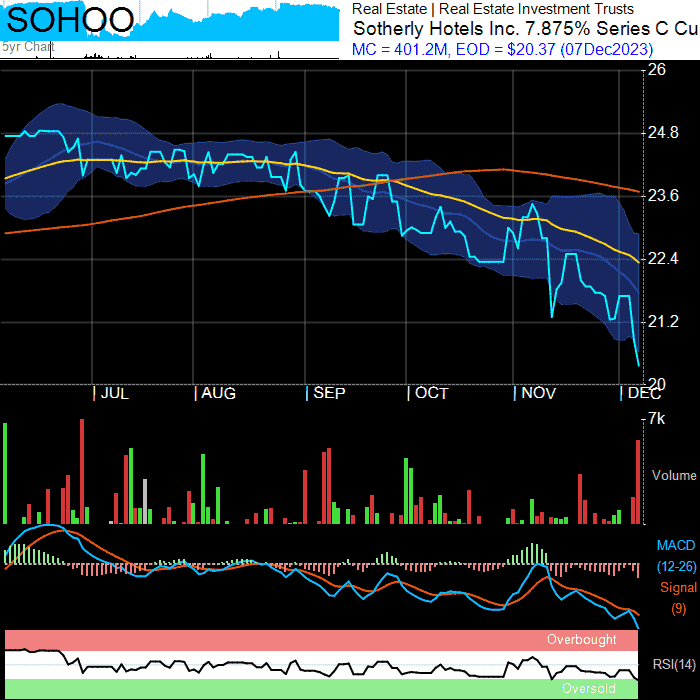 SOHOO
5yr Chart
Real Estate | Real Estate Investment Trusts
Sotherly Hotels Inc. 7.875% Series C Cu
MC = 401.2M, EOD = $20.37 (07Dec2023)
26
24.8
23.6
22.4
21.2
20
JUL AUG SEP OCT NOV DEC
7k
Volume
MACD
(12-26)
Signal
(9)
Overbought
RSI(14)
Oversold